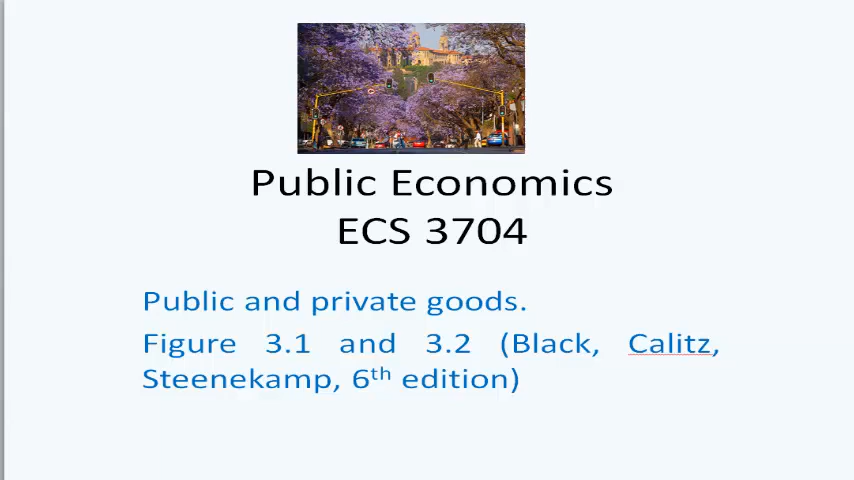 Public Economics
ECS 3704
Public and private goods.
Figure 3.1 and 3.2 (Black, Calitz,
Steenekamp, 6th edition)